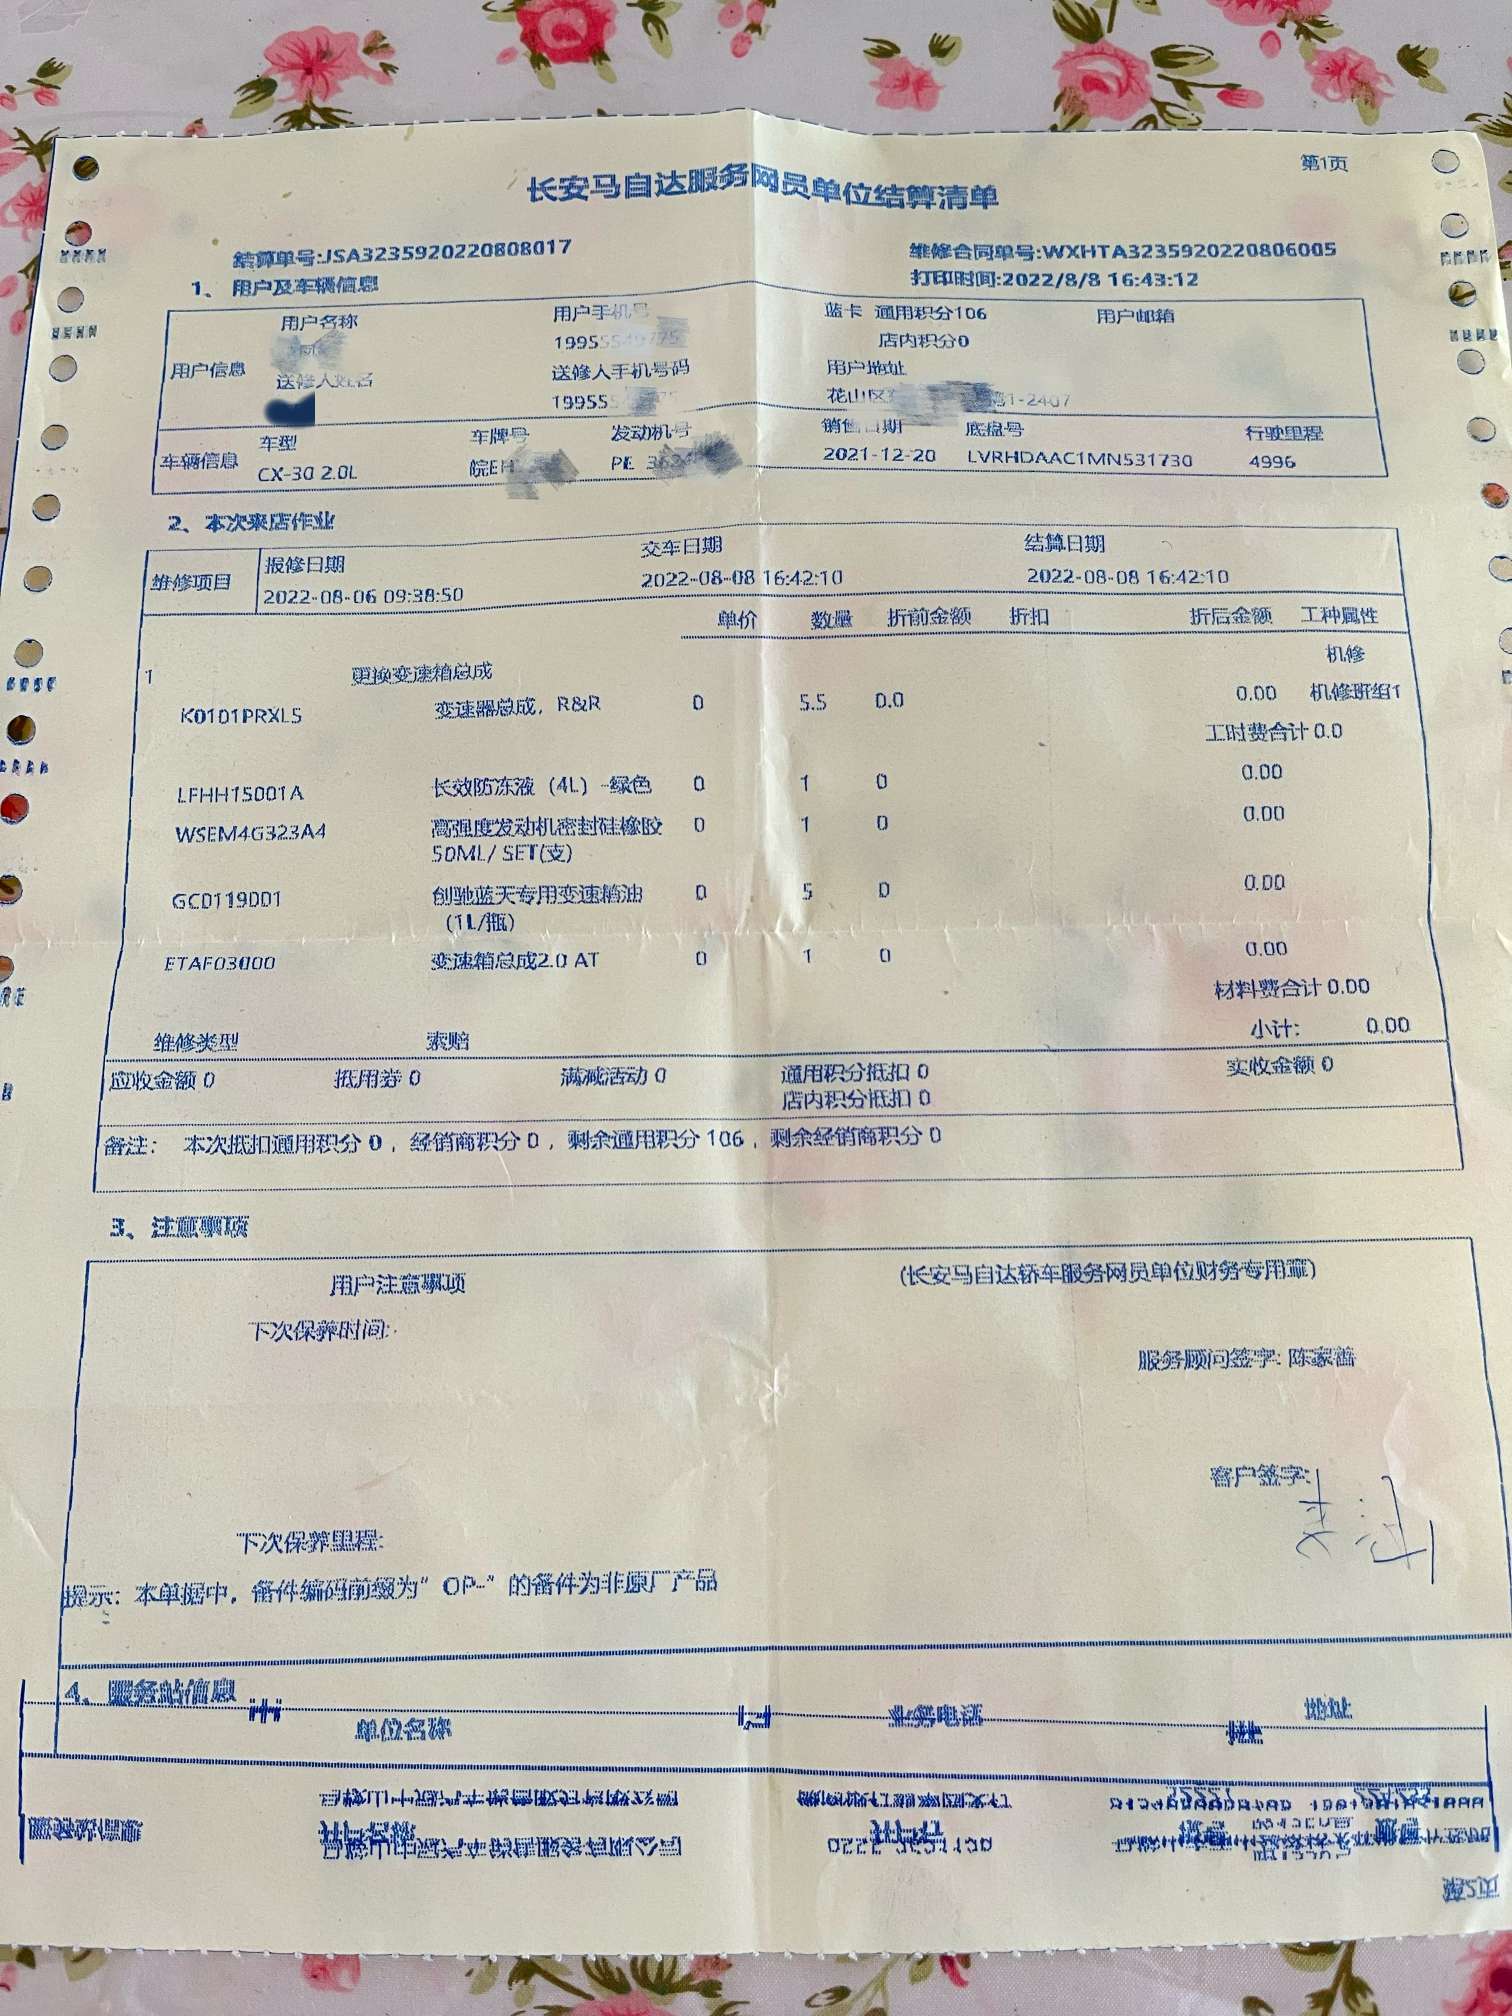 第1页
长安马自达服务网员单位结算清单
结算单号:JSA3235920220808017 维修合同单号:WXHTA3235920220806005
1、用户及车辆信息 打印时间:2022/8/8 16:43:12
用户名称 用户手机号 蓝卡 通用积分106 用户邮箱
店内积分0
用户信息 送修人姓名 送修人手机号码 用户地址
19955
花山区 1-2407
车辆信息 车型 车牌号 发动机号 销售日期 底盘号 行驶里程
CX-30 2.0L 皖EH PE 2021-12-20 LVRHDAAC1MN531730 4996
2、本次来店作业
维修项目 报修日期 交车日期 结算日期
2022-08-06 09:38:50 2022-08-08 16:42:10 2022-08-08 16:42:10
单价 数量 折前金额 折扣 折后金额 工种属性
1 更换变速箱总成 机修
K0101PRXL5 变速器总成, R&R 0 5.5 0.0 0.00 机修班组1
工时费合计 0.0
LFHH15001A 长效防冻液（4L）-绿色 0 1 0 0.00
WSEM4G323A4 高强度发动机密封硅橡胶 0 1 0 0.00
50ML/ SET(支)
GC0119001 创驰蓝天专用变速箱油 0 5 0 0.00
（1L/瓶）
ETAF03000 变速箱总成2.0 AT 0 1 0 0.00
材料费合计 0.00
维修类型 索赔 小计: 0.00
应收金额 0 抵用券 0 满减活动 0 通用积分抵扣 0 实收金额 0
店内积分抵扣 0
备注： 本次抵扣通用积分 0 , 经销商积分 0 , 剩余通用积分 106 , 剩余经销商积分 0
3、注意事项
用户注意事项 (长安马自达轿车服务网员单位财务专用章)
下次保养时间:
服务顾问签字: 陈家善
客户签字:
下次保养里程:
提示: 本单据中, 备件编码前缀为" OP-" 的备件为非原厂产品
4、服务站信息
单位名称 地址